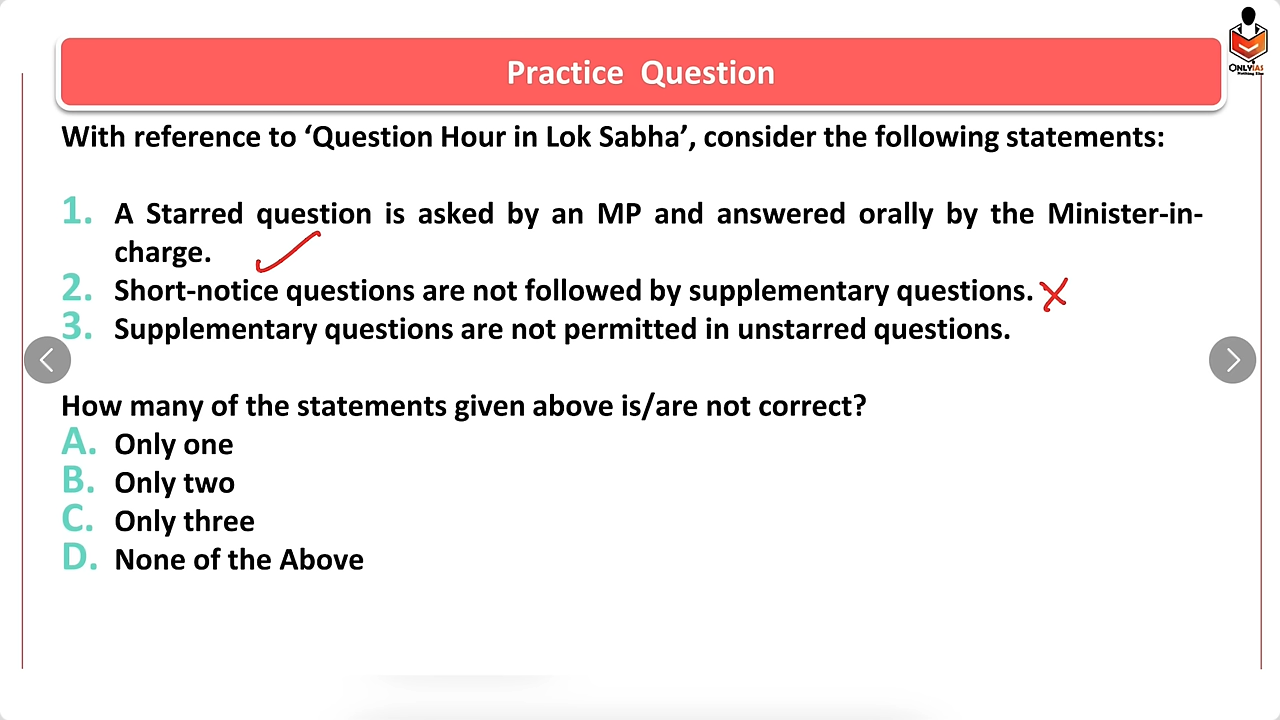 Practice Question
ONLYIAS
Nothing Else
With reference to ‘Question Hour in Lok Sabha’, consider the following statements:
1. A Starred question is asked by an MP and answered orally by the Minister-in-
charge.
2. Short-notice questions are not followed by supplementary questions.
3. Supplementary questions are not permitted in unstarred questions.
How many of the statements given above is/are not correct?
A. Only one
B. Only two
C. Only three
D. None of the Above